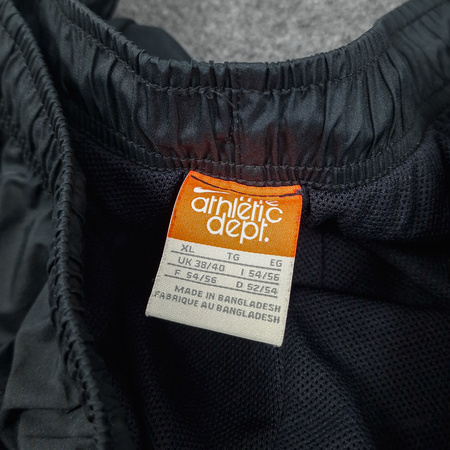 athletic
dept.
XL TG EG
UK 38/40 I 54/56
F 54/56 D 52/54
MADE IN BANGLADESH
FABRIQUE AU BANGLADESH